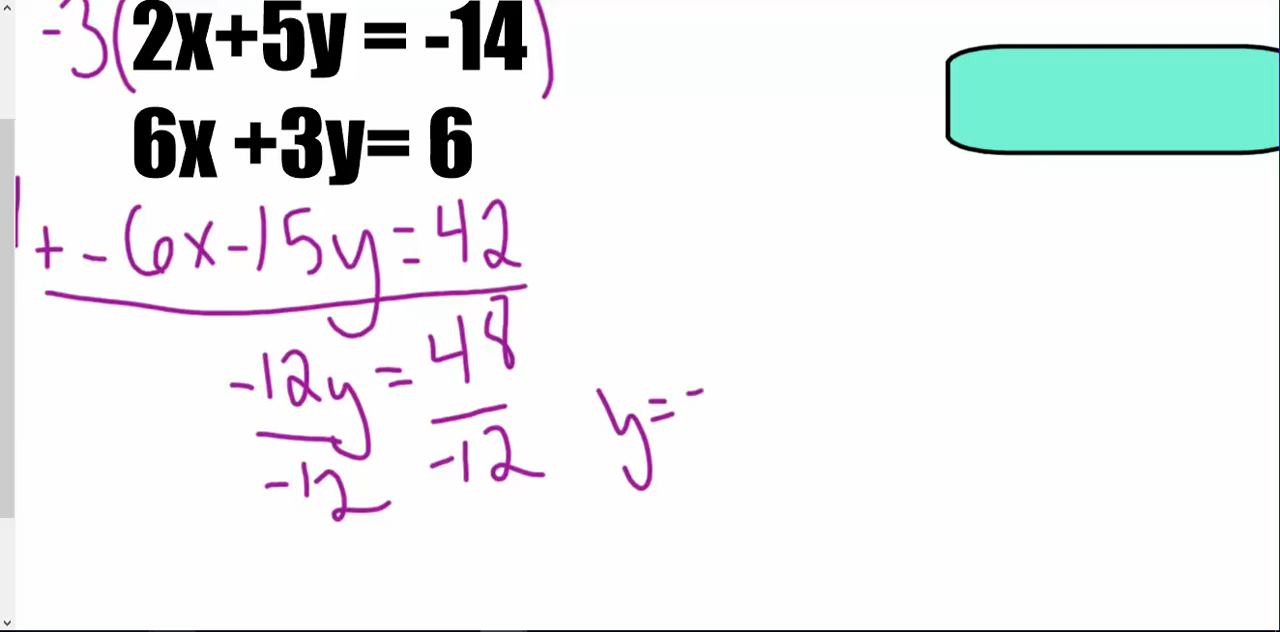 -3(2x+5y = -14)
6x +3y= 6
+ -6x-15y=42
-12y = 48
-12 -12
y=-